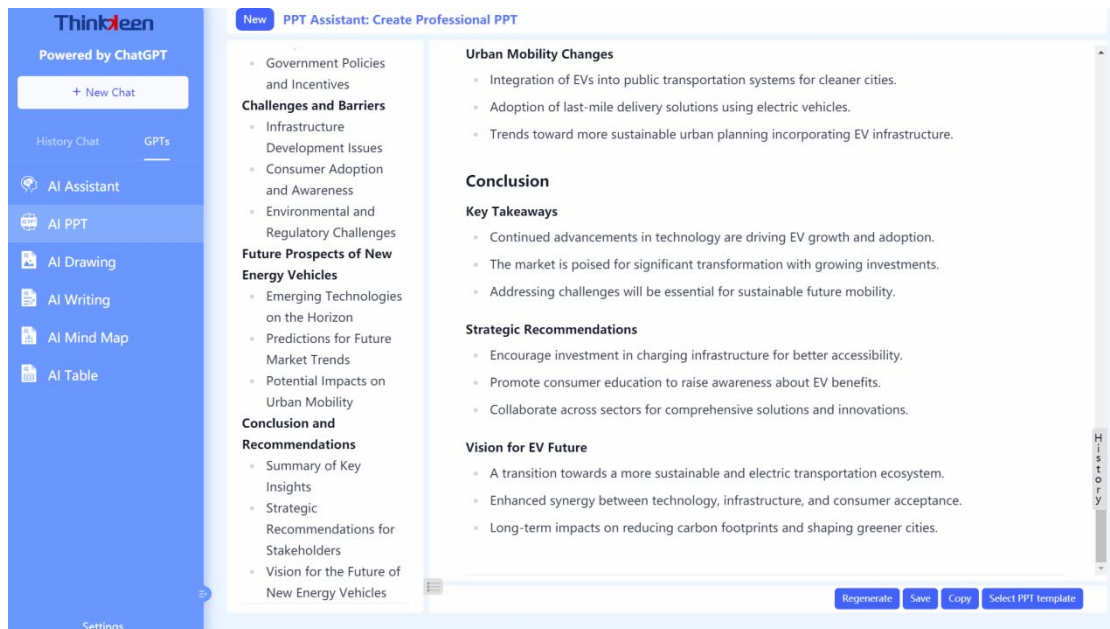 Thinkleen
Powered by ChatGPT
+ New Chat
History Chat
GPTs
AI Assistant
AI PPT
AI Drawing
AI Writing
AI Mind Map
AI Table
Settings
New
PPT Assistant: Create Professional PPT
Government Policies
and Incentives
Challenges and Barriers
Infrastructure
Development Issues
Consumer Adoption
and Awareness
Environmental and
Regulatory Challenges
Future Prospects of New
Energy Vehicles
Emerging Technologies
on the Horizon
Predictions for Future
Market Trends
Potential Impacts on
Urban Mobility
Conclusion and
Recommendations
Summary of Key
Insights
Strategic
Recommendations for
Stakeholders
Vision for the Future of
New Energy Vehicles
Urban Mobility Changes
Integration of EVs into public transportation systems for cleaner cities.
Adoption of last-mile delivery solutions using electric vehicles.
Trends toward more sustainable urban planning incorporating EV infrastructure.
Conclusion
Key Takeaways
Continued advancements in technology are driving EV growth and adoption.
The market is poised for significant transformation with growing investments.
Addressing challenges will be essential for sustainable future mobility.
Strategic Recommendations
Encourage investment in charging infrastructure for better accessibility.
Promote consumer education to raise awareness about EV benefits.
Collaborate across sectors for comprehensive solutions and innovations.
Vision for EV Future
A transition towards a more sustainable and electric transportation ecosystem.
Enhanced synergy between technology, infrastructure, and consumer acceptance.
Long-term impacts on reducing carbon footprints and shaping greener cities.
History
Regenerate
Save
Copy
Select PPT template